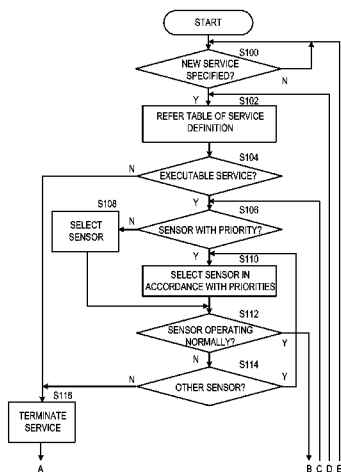 START
S100
NEW SERVICE
SPECIFIED?
N
Y
S102
REFER TABLE OF SERVICE
DEFINITION
S104
N
EXECUTABLE SERVICE?
Y
S108
S106
SELECT
SENSOR
N
SENSOR WITH PRIORITY?
Y
S110
SELECT SENSOR IN
ACCORDANCE WITH PRIORITIES
S112
SENSOR OPERATING
NORMALLY?
Y
N
S114
N
OTHER SENSOR?
Y
S116
TERMINATE
SERVICE
A
B C D E